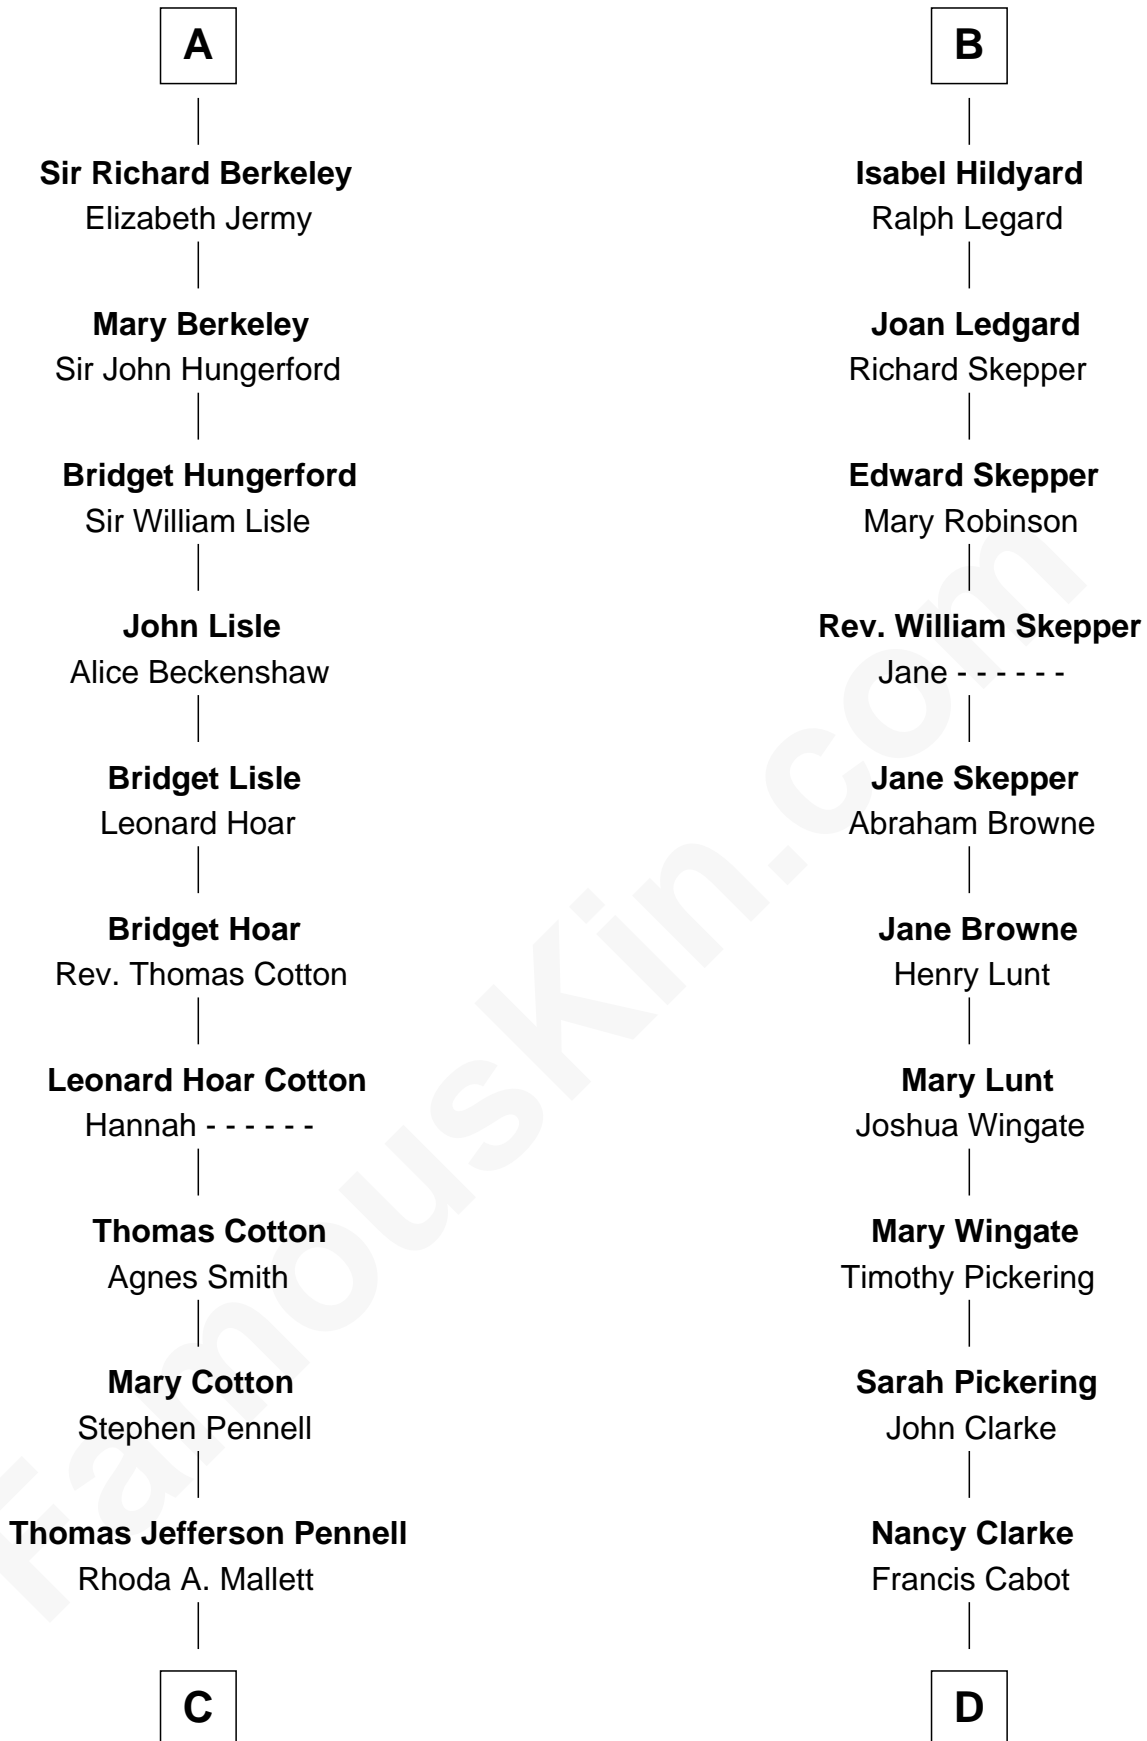 A
Sir Richard Berkeley
Elizabeth Jermy
Mary Berkeley
Sir John Hungerford
Bridget Hungerford
Sir William Lisle
John Lisle
Alice Beckenshaw
Bridget Lisle
Leonard Hoar
Bridget Hoar
Rev. Thomas Cotton
Leonard Hoar Cotton
Hannah - - - - - -
Thomas Cotton
Agnes Smith
Mary Cotton
Stephen Pennell
Thomas Jefferson Pennell
Rhoda A. Mallett
C
B
Isabel Hildyard
Ralph Legard
Joan Ledgard
Richard Skepper
Edward Skepper
Mary Robinson
Rev. William Skepper
Jane - - - - - -
Jane Skepper
Abraham Browne
Jane Browne
Henry Lunt
Mary Lunt
Joshua Wingate
Mary Wingate
Timothy Pickering
Sarah Pickering
John Clarke
Nancy Clarke
Francis Cabot
D
FamousKin.com